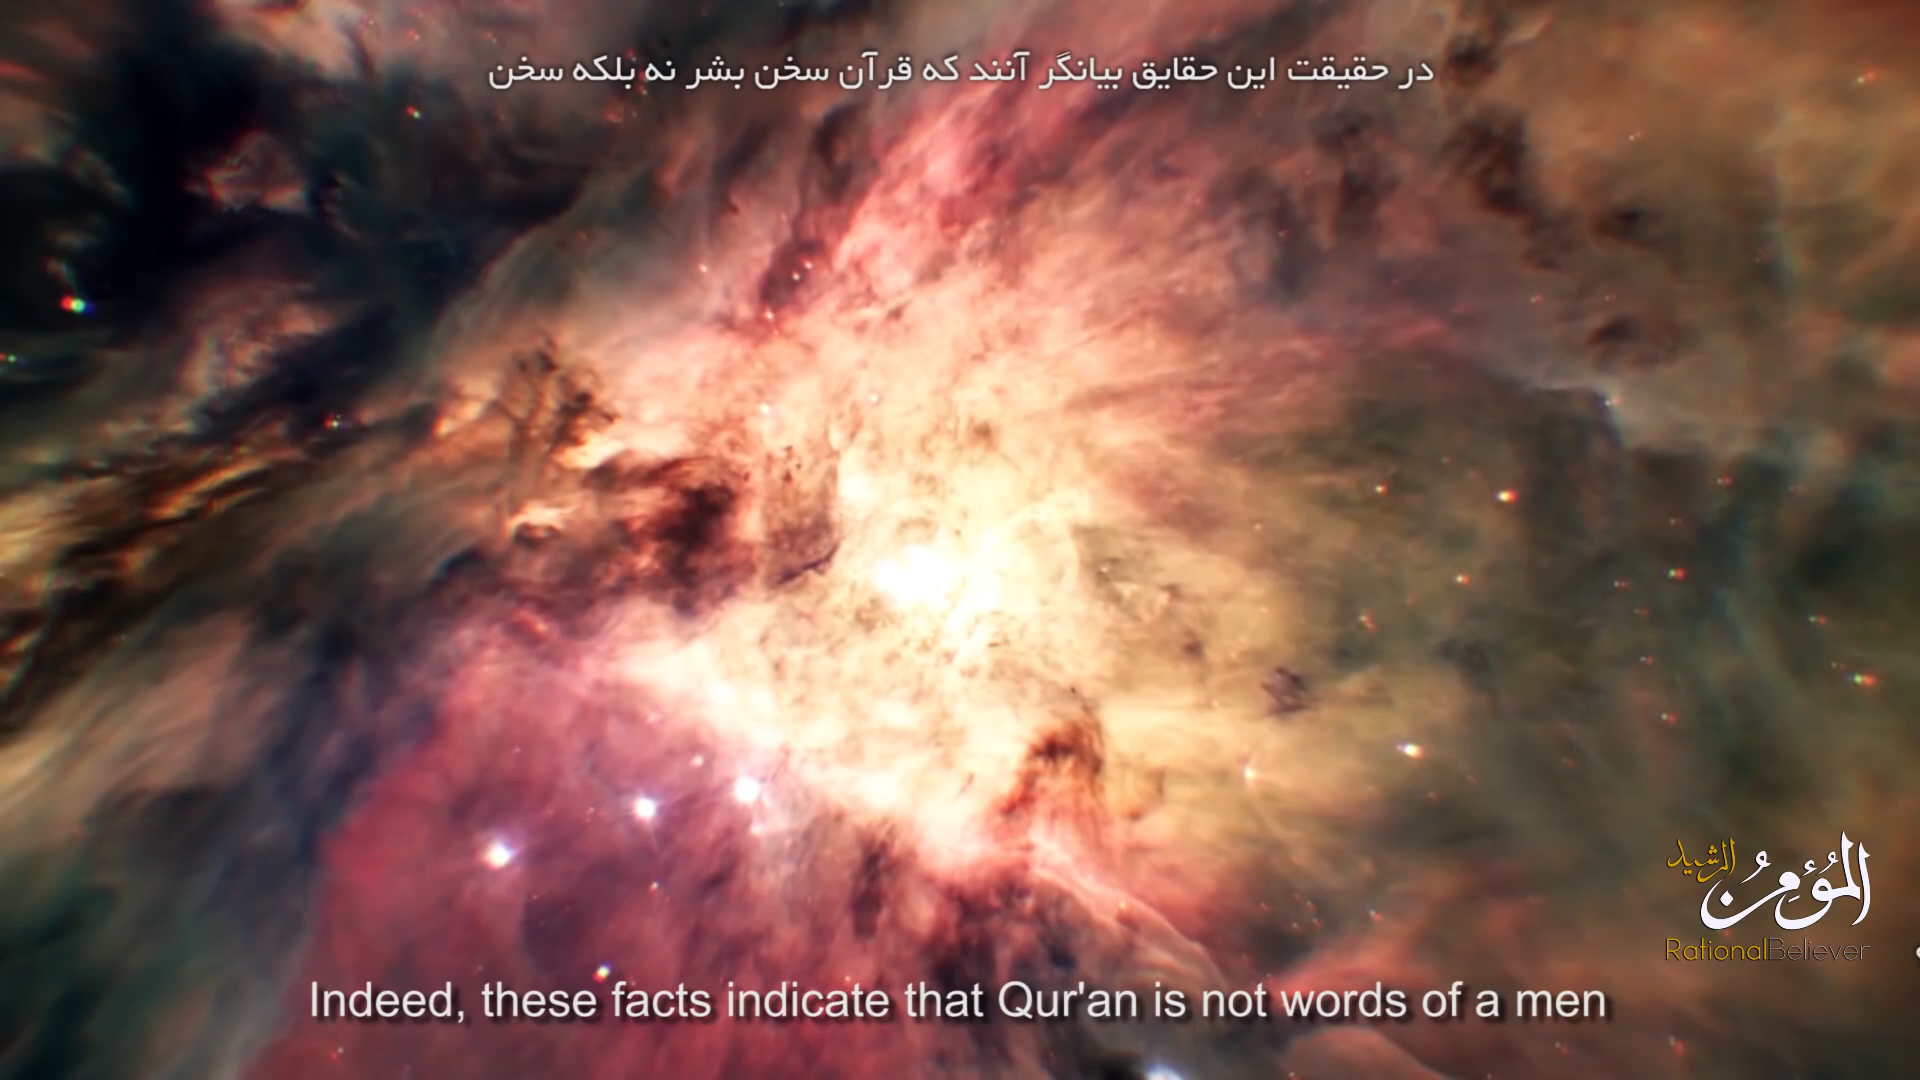 در حقیقت این حقایق بیانگر آنند که قرآن سخن بشر نه بلکه سخن
المؤمن الرشيد
RationalBeliever
Indeed, these facts indicate that Qur'an is not words of a men